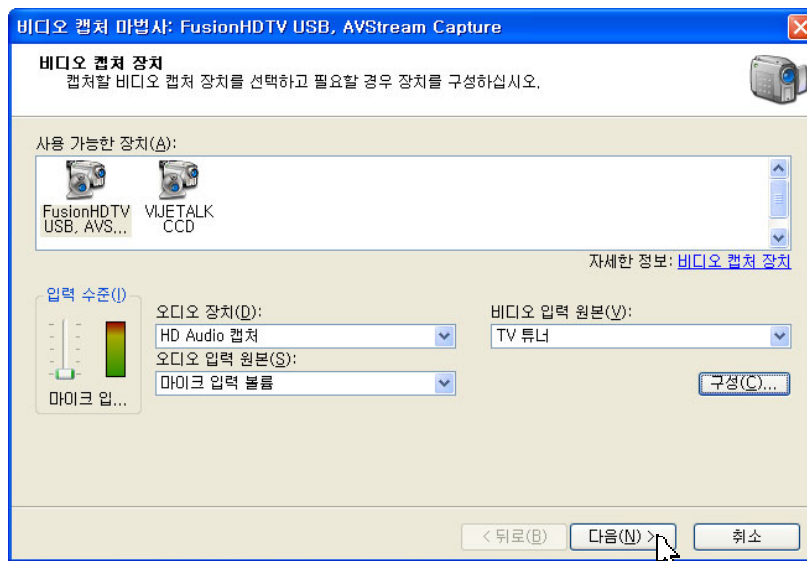 비디오 캡처 마법사: FusionHDTV USB, AVStream Capture
비디오 캡처 장치
캡처할 비디오 캡처 장치를 선택하고 필요할 경우 장치를 구성하십시오.
사용 가능한 장치(A):
FusionHDTV
USB, AVS...
VIJETALK
CCD
자세한 정보: 비디오 캡처 장치
입력 수준(I)
오디오 장치(D):
비디오 입력 원본(V):
HD Audio 캡처
TV 튜너
오디오 입력 원본(S):
마이크 입력 볼륨
구성(C)...
마이크 입...
< 뒤로(B)
다음(N) >
취소